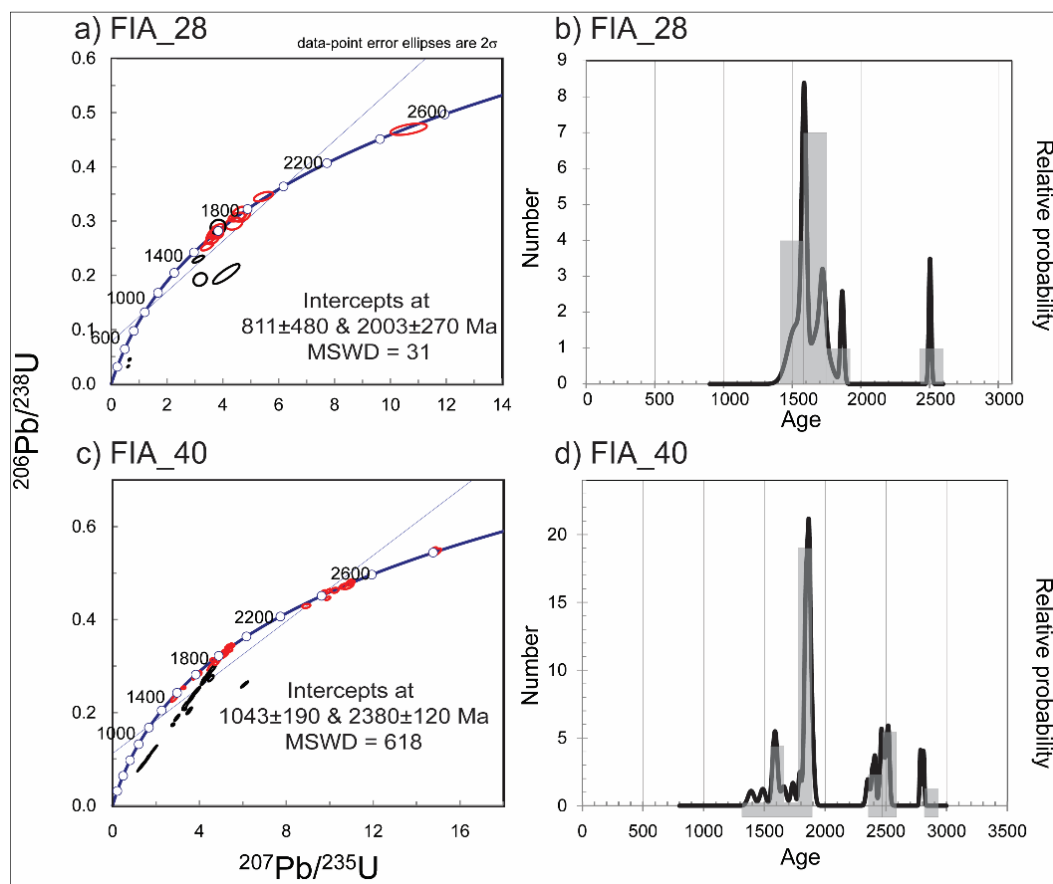 a) FIA_28
data-point error ellipses are 2σ
0.6
0.5
0.4
0.3
0.2
0.1
0.0
600
1000
1400
1800
2200
2600
Intercepts at
811±480 & 2003±270 Ma
MSWD = 31
0 2 4 6 8 10 12 14
b) FIA_28
9
8
7
6
5
4
3
2
1
0
Number
Relative probability
0 500 1000 1500 2000 2500 3000
Age
206Pb/238U
c) FIA_40
0.6
0.4
0.2
0.0
1000
1400
1800
2200
2600
Intercepts at
1043±190 & 2380±120 Ma
MSWD = 618
0 4 8 12 16
207Pb/235U
d) FIA_40
20
15
10
5
0
Number
Relative probability
0 500 1000 1500 2000 2500 3000 3500
Age